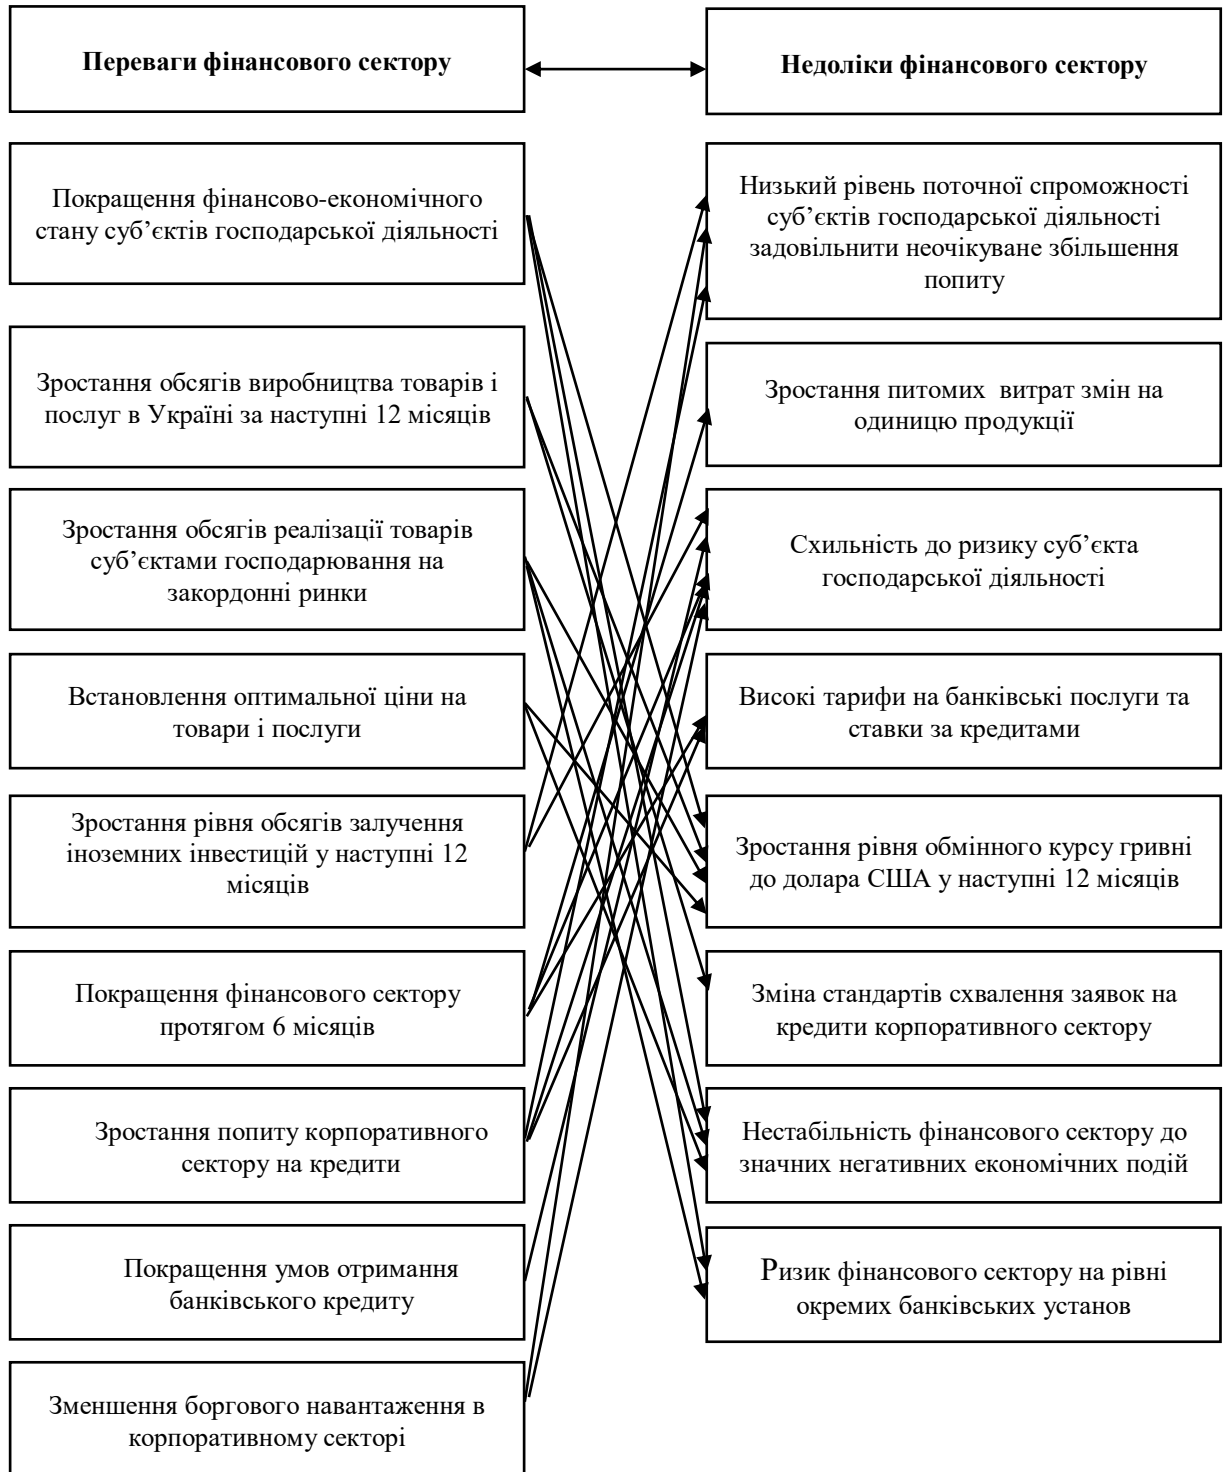 Переваги фінансового сектору
Недоліки фінансового сектору
Покращення фінансово-економічного
стану суб’єктів господарської діяльності
Низький рівень поточної спроможності
суб’єктів господарської діяльності
задовільнити неочікуване збільшення
попиту
Зростання обсягів виробництва товарів і
послуг в Україні за наступні 12 місяців
Зростання питомих витрат змін на
одиницю продукції
Зростання обсягів реалізації товарів
суб’єктами господарювання на
закордонні ринки
Схильність до ризику суб’єкта
господарської діяльності
Встановлення оптимальної ціни на
товари і послуги
Високі тарифи на банківські послуги та
ставки за кредитами
Зростання рівня обсягів залучення
іноземних інвестицій у наступні 12
місяців
Зростання рівня обмінного курсу гривні
до долара США у наступні 12 місяців
Покращення фінансового сектору
протягом 6 місяців
Зміна стандартів схвалення заявок на
кредити корпоративного сектору
Зростання попиту корпоративного
сектору на кредити
Нестабільність фінансового сектору до
значних негативних економічних подій
Покращення умов отримання
банківського кредиту
Ризик фінансового сектору на рівні
окремих банківських установ
Зменшення боргового навантаження в
корпоративному секторі